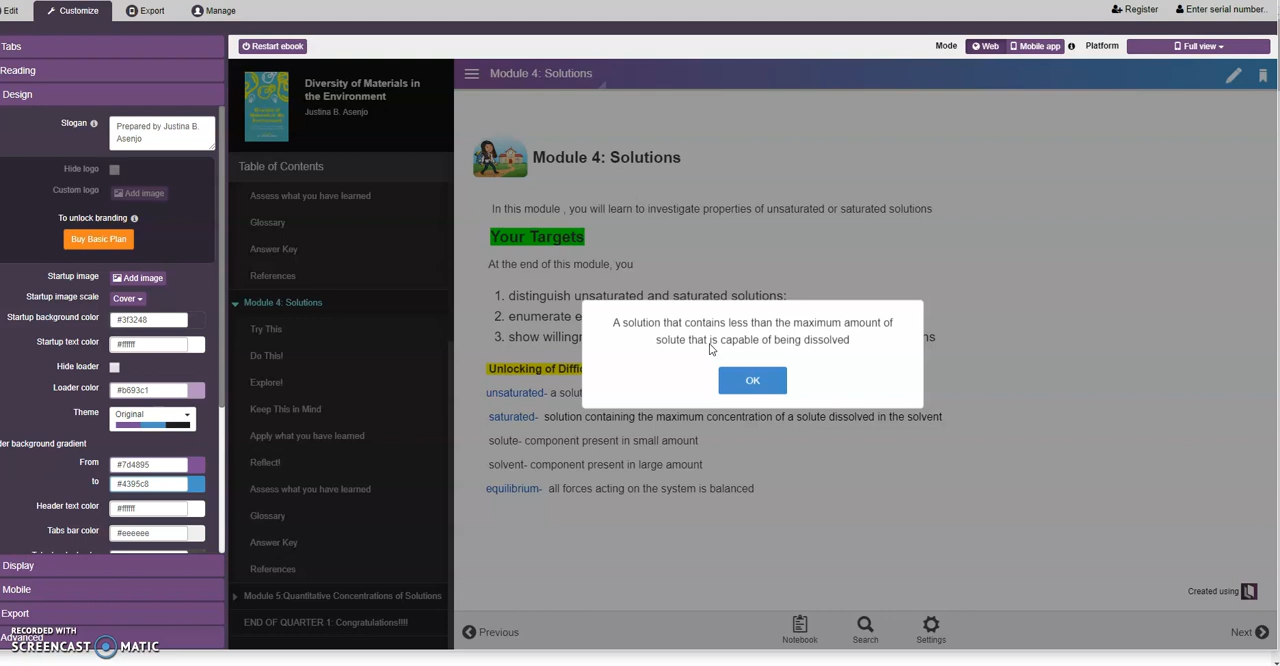 Edit
Customize
Export
Manage
Register
Enter serial number..
Tabs
Reading
Design
Slogan
Prepared by Justina B.
Asenjo
Hide logo
Custom logo
Add image
To unlock branding
Buy Basic Plan
Startup image
Add image
Startup image scale
Cover
Startup background color
#3f3248
Startup text color
#ffffff
Hide loader
Loader color
#b693c1
Theme
Original
der background gradient
From
#7d4895
to
#4395c8
Header text color
#ffffff
Tabs bar color
#eeeeee
Display
Mobile
Export
Advanced
RECORDED WITH
SCREENCAST MATIC
Restart ebook
Mode
Web
Mobile app
Platform
Full view
Diversity of Materials in
the Environment
Justina B. Asenjo
Table of Contents
Assess what you have learned
Glossary
Answer Key
References
Module 4: Solutions
Try This
Do This!
Explore!
Keep This in Mind
Apply what you have learned
Reflect!
Assess what you have learned
Glossary
Answer Key
References
Module 5:Quantitative Concentrations of Solutions
END OF QUARTER 1: Congratulations!!!!
Module 4: Solutions
Module 4: Solutions
In this module , you will learn to investigate properties of unsaturated or saturated solutions
Your Targets
At the end of this module, you
1. distinguish unsaturated and saturated solutions;
2. enumerate e
3. show willingn
ns
A solution that contains less than the maximum amount of
solute that is capable of being dissolved
OK
Unlocking of Diffic
unsaturated- a solut
saturated- solution containing the maximum concentration of a solute dissolved in the solvent
solute- component present in small amount
solvent- component present in large amount
equilibrium- all forces acting on the system is balanced
Created using
Previous
Notebook
Search
Settings
Next